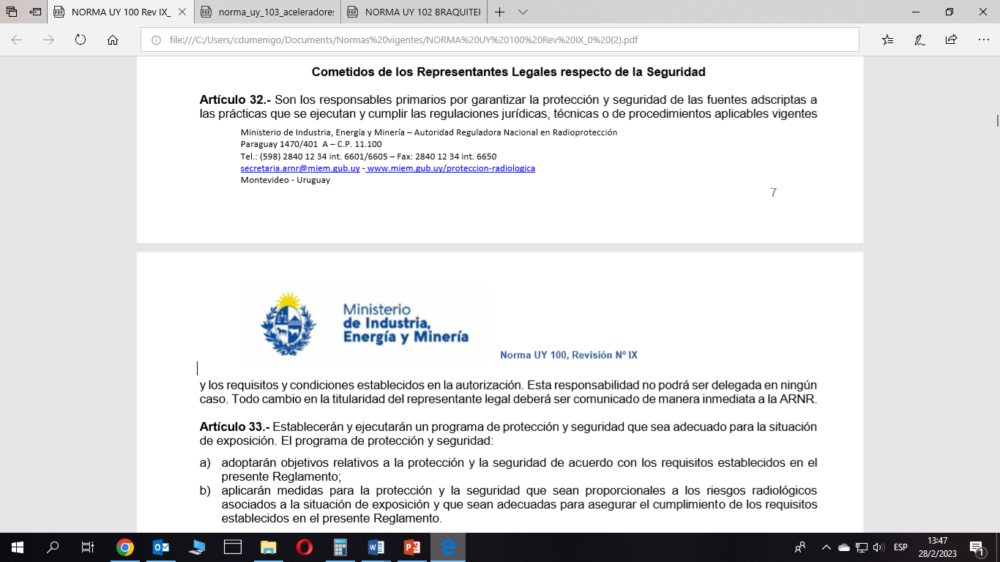 NORMA UY 100 Rev IX_
norma_uy_103_aceleradores
NORMA UY 102 BRAQUITE
file:///C:/Users/cdumenigo/Documents/Normas%20vigentes/NORMA%20UY%20100%20Rev%20IX_0%20(2).pdf
Cometidos de los Representantes Legales respecto de la Seguridad
Artículo 32.- Son los responsables primarios por garantizar la protección y seguridad de las fuentes adscriptas a
las prácticas que se ejecutan y cumplir las regulaciones jurídicas, técnicas o de procedimientos aplicables vigentes
Ministerio de Industria, Energía y Minería – Autoridad Reguladora Nacional en Radioprotección
Paraguay 1470/401 A – C.P. 11.100
Tel.: (598) 2840 12 34 int. 6601/6605 – Fax: 2840 12 34 int. 6650
secretaria.arnr@miem.gub.uy - www.miem.gub.uy/proteccion-radiologica
Montevideo - Uruguay
7
Ministerio
de Industria,
Energía y Minería
Norma UY 100, Revisión Nº IX
y los requisitos y condiciones establecidos en la autorización. Esta responsabilidad no podrá ser delegada en ningún
caso. Todo cambio en la titularidad del representante legal deberá ser comunicado de manera inmediata a la ARNR.
Artículo 33.- Establecerán y ejecutarán un programa de protección y seguridad que sea adecuado para la situación
de exposición. El programa de protección y seguridad:
a) adoptarán objetivos relativos a la protección y la seguridad de acuerdo con los requisitos establecidos en el
presente Reglamento;
b) aplicarán medidas para la protección y la seguridad que sean proporcionales a los riesgos radiológicos
asociados a la situación de exposición y que sean adecuadas para asegurar el cumplimiento de los requisitos
establecidos en el presente Reglamento.
ESP
13:47
28/2/2023
1